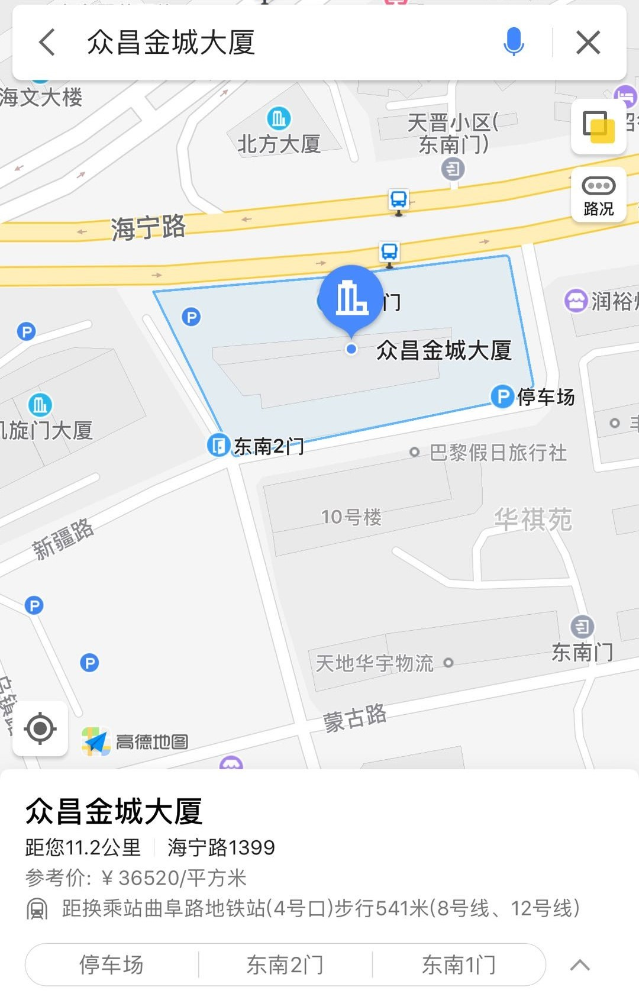 众昌金城大厦
海文大楼
北方大厦
天晋小区(
东南门)
路况
海宁路
门
润裕
众昌金城大厦
P
P
P 停车场
旋门大厦
东南2门
巴黎假日旅行社
10号楼
华祺苑
新疆路
P
P
东南门
天地华宇物流
蒙古路
高德地图
众昌金城大厦
距您11.2公里
海宁路1399
参考价: ¥36520/平方米
距换乘站曲阜路地铁站(4号口)步行541米(8号线、12号线)
停车场
东南2门
东南1门